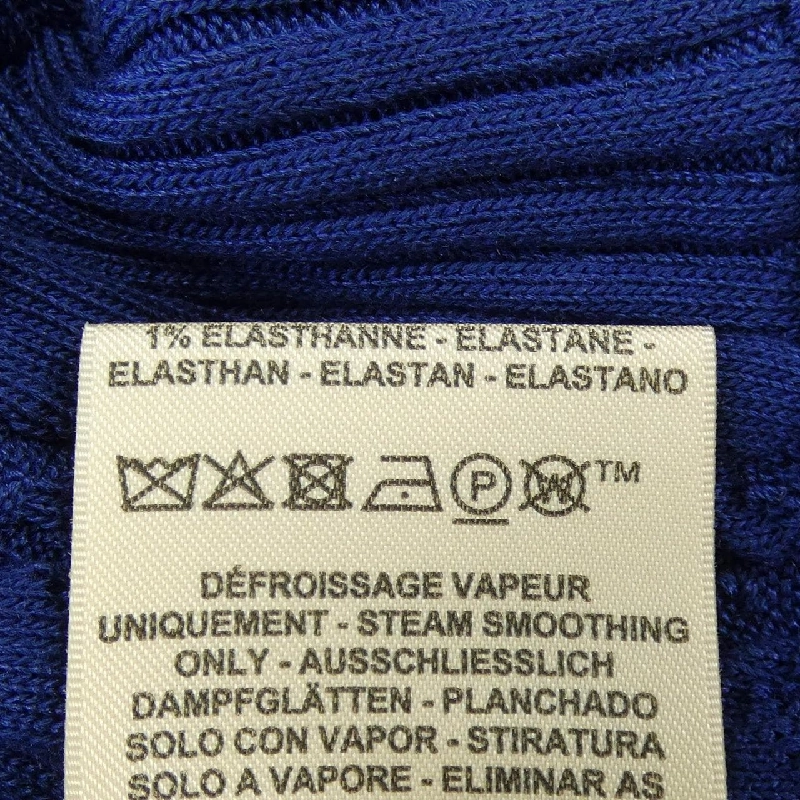 1% ELASTHANNE - ELASTANE -
ELASTHAN - ELASTAN - ELASTANO
P W TM
DÉFROISSAGE VAPEUR
UNIQUEMENT - STEAM SMOOTHING
ONLY - AUSSCHLIESSLICH
DAMPFGLÄTTEN - PLANCHADO
SOLO CON VAPOR - STIRATURA
SOLO A VAPORE - ELIMINAR AS